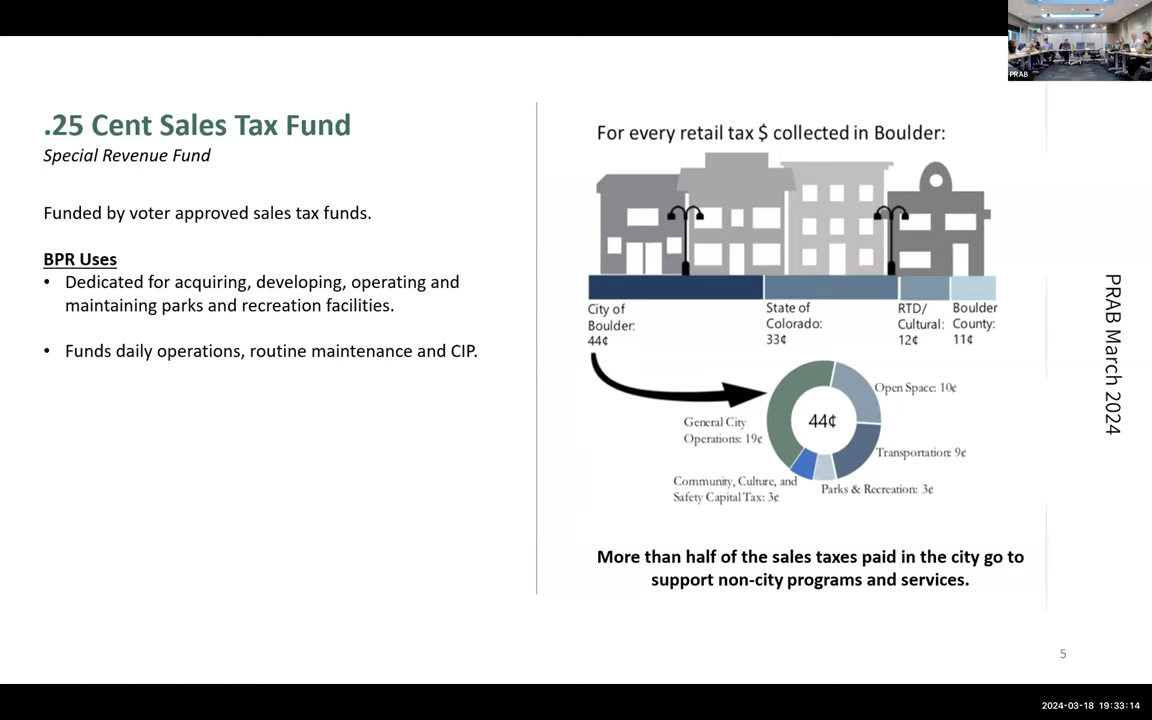 PRAB
.25 Cent Sales Tax Fund
Special Revenue Fund
Funded by voter approved sales tax funds.
BPR Uses
• Dedicated for acquiring, developing, operating and
maintaining parks and recreation facilities.
• Funds daily operations, routine maintenance and CIP.
For every retail tax $ collected in Boulder:
City of
Boulder:
44¢
State of
Colorado:
33¢
RTD/
Cultural:
12¢
Boulder
County:
11¢
44¢
Open Space: 10¢
Transportation: 9¢
Parks & Recreation: 3¢
Community, Culture, and
Safety Capital Tax: 3¢
General City
Operations: 19¢
More than half of the sales taxes paid in the city go to
support non-city programs and services.
PRAB March 2024
5
2024-03-18 19:33:14